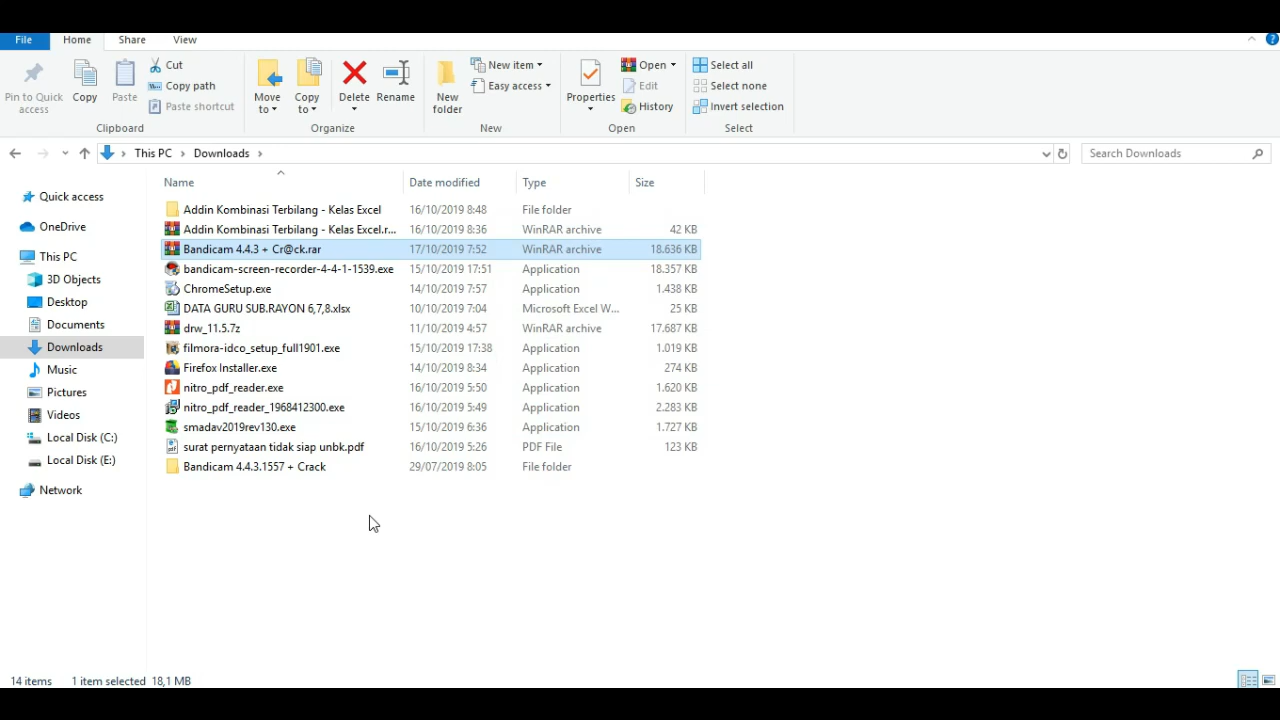 File Home Share View
Pin to Quick access
Copy
Paste
Cut
Copy path
Paste shortcut
Clipboard
Move to
Copy to
Delete
Rename
Organize
New folder
New item
Easy access
New
Properties
Open
Edit
History
Open
Select all
Select none
Invert selection
Select
This PC > Downloads >
Search Downloads
Quick access
OneDrive
This PC
3D Objects
Desktop
Documents
Downloads
Music
Pictures
Videos
Local Disk (C:)
Local Disk (E:)
Network
Name Date modified Type Size
Addin Kombinasi Terbilang - Kelas Excel 16/10/2019 8:48 File folder
Addin Kombinasi Terbilang - Kelas Excel.r... 16/10/2019 8:36 WinRAR archive 42 KB
Bandicam 4.4.3 + Cr@ck.rar 17/10/2019 7:52 WinRAR archive 18.636 KB
bandicam-screen-recorder-4-4-1-1539.exe 15/10/2019 17:51 Application 18.357 KB
ChromeSetup.exe 14/10/2019 7:57 Application 1.438 KB
DATA GURU SUB.RAYON 6,7,8.xlsx 10/10/2019 7:04 Microsoft Excel W... 25 KB
drw_11.5.7z 11/10/2019 4:57 WinRAR archive 17.687 KB
filmora-idco_setup_full1901.exe 15/10/2019 17:38 Application 1.019 KB
Firefox Installer.exe 14/10/2019 8:34 Application 274 KB
nitro_pdf_reader.exe 16/10/2019 5:50 Application 1.620 KB
nitro_pdf_reader_1968412300.exe 16/10/2019 5:49 Application 2.283 KB
smadav2019rev130.exe 15/10/2019 6:36 Application 1.727 KB
surat pernyataan tidak siap unbk.pdf 16/10/2019 5:26 PDF File 123 KB
Bandicam 4.4.3.1557 + Crack 29/07/2019 8:05 File folder
14 items 1 item selected 18,1 MB